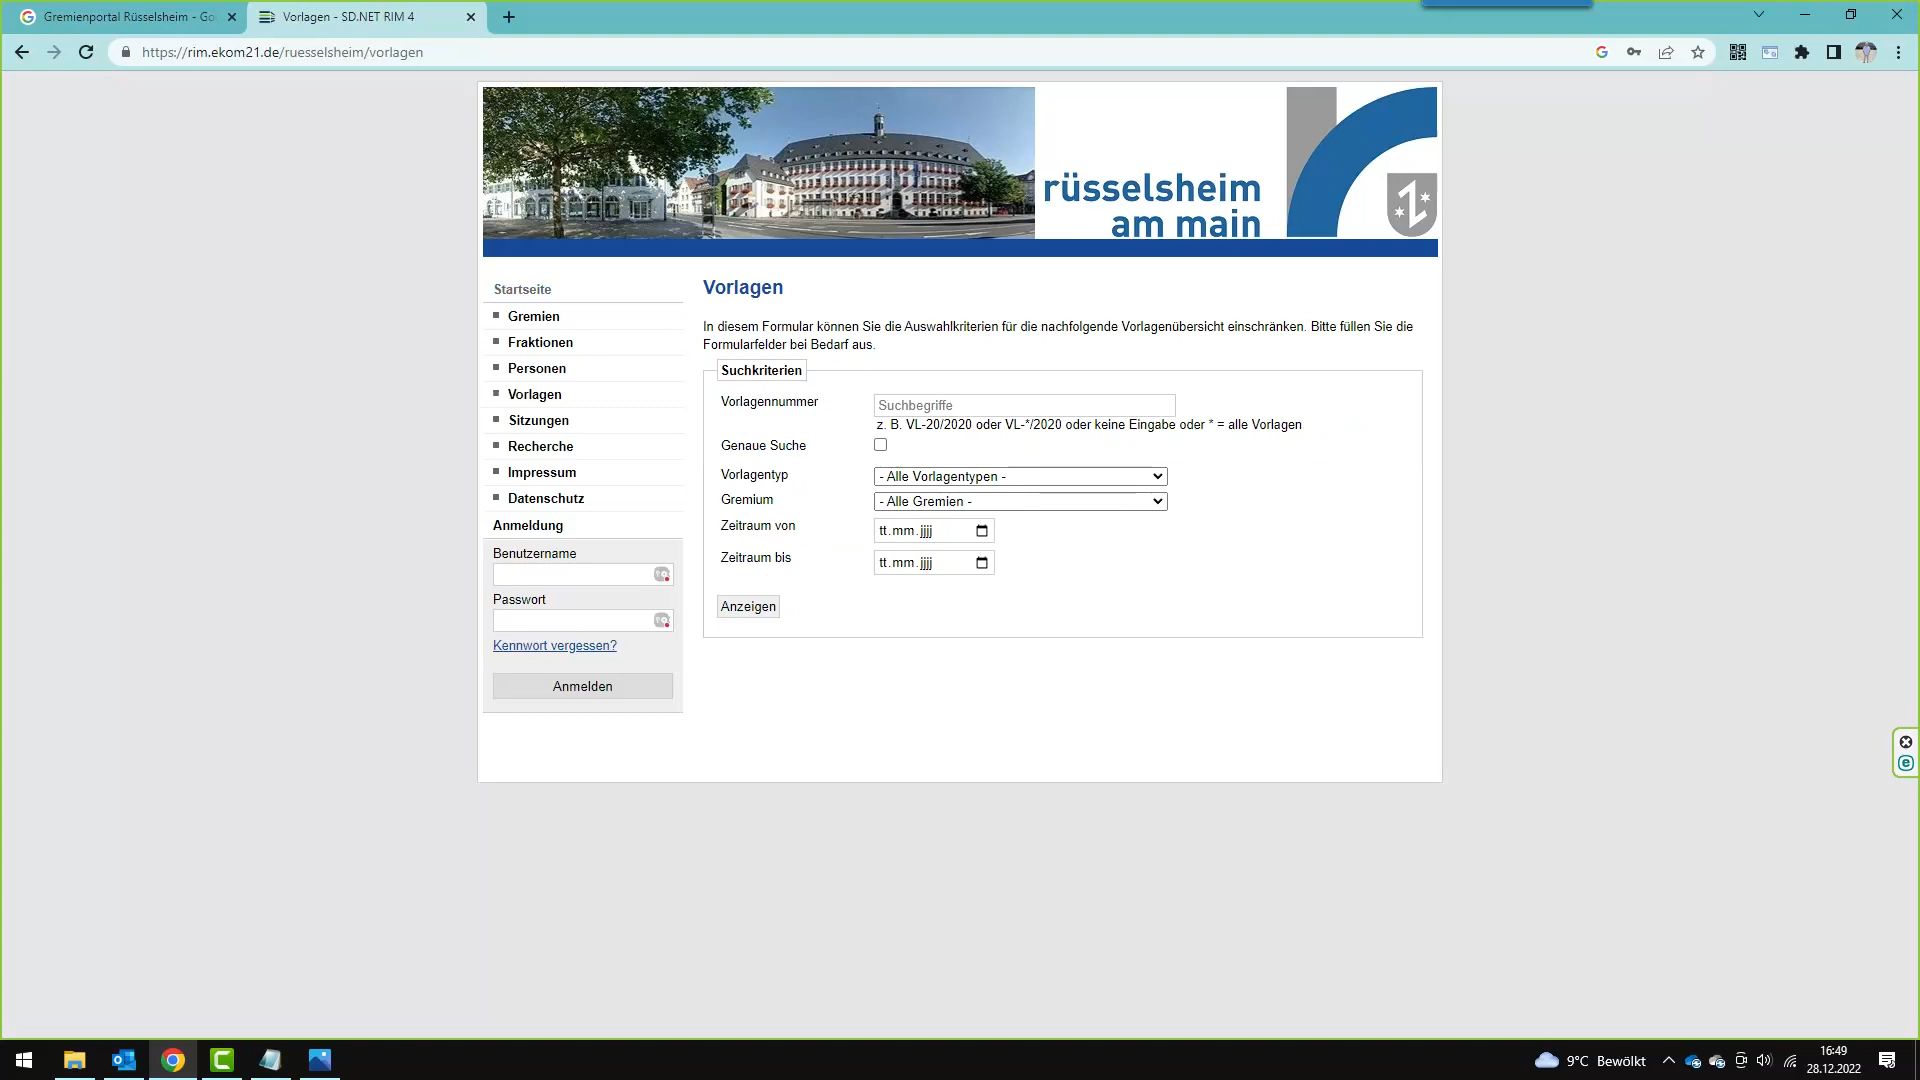 Gremienportal Rüsselsheim - Go
Vorlagen - SD.NET RIM 4
https://rim.ekom21.de/ruesselsheim/vorlagen
rüsselsheim
am main
Startseite
Gremien
Fraktionen
Personen
Vorlagen
Sitzungen
Recherche
Impressum
Datenschutz
Anmeldung
Benutzername
Passwort
Kennwort vergessen?
Anmelden
Vorlagen
In diesem Formular können Sie die Auswahlkriterien für die nachfolgende Vorlagenübersicht einschränken. Bitte füllen Sie die
Formularfelder bei Bedarf aus.
Suchkriterien
Vorlagennummer
Suchbegriffe
z. B. VL-20/2020 oder VL-*/2020 oder keine Eingabe oder * = alle Vorlagen
Genaue Suche
Vorlagentyp
- Alle Vorlagentypen -
Gremium
- Alle Gremien -
Zeitraum von
tt.mm.jjjj
Zeitraum bis
tt.mm.jjjj
Anzeigen
9°C Bewölkt
16:49
28.12.2022